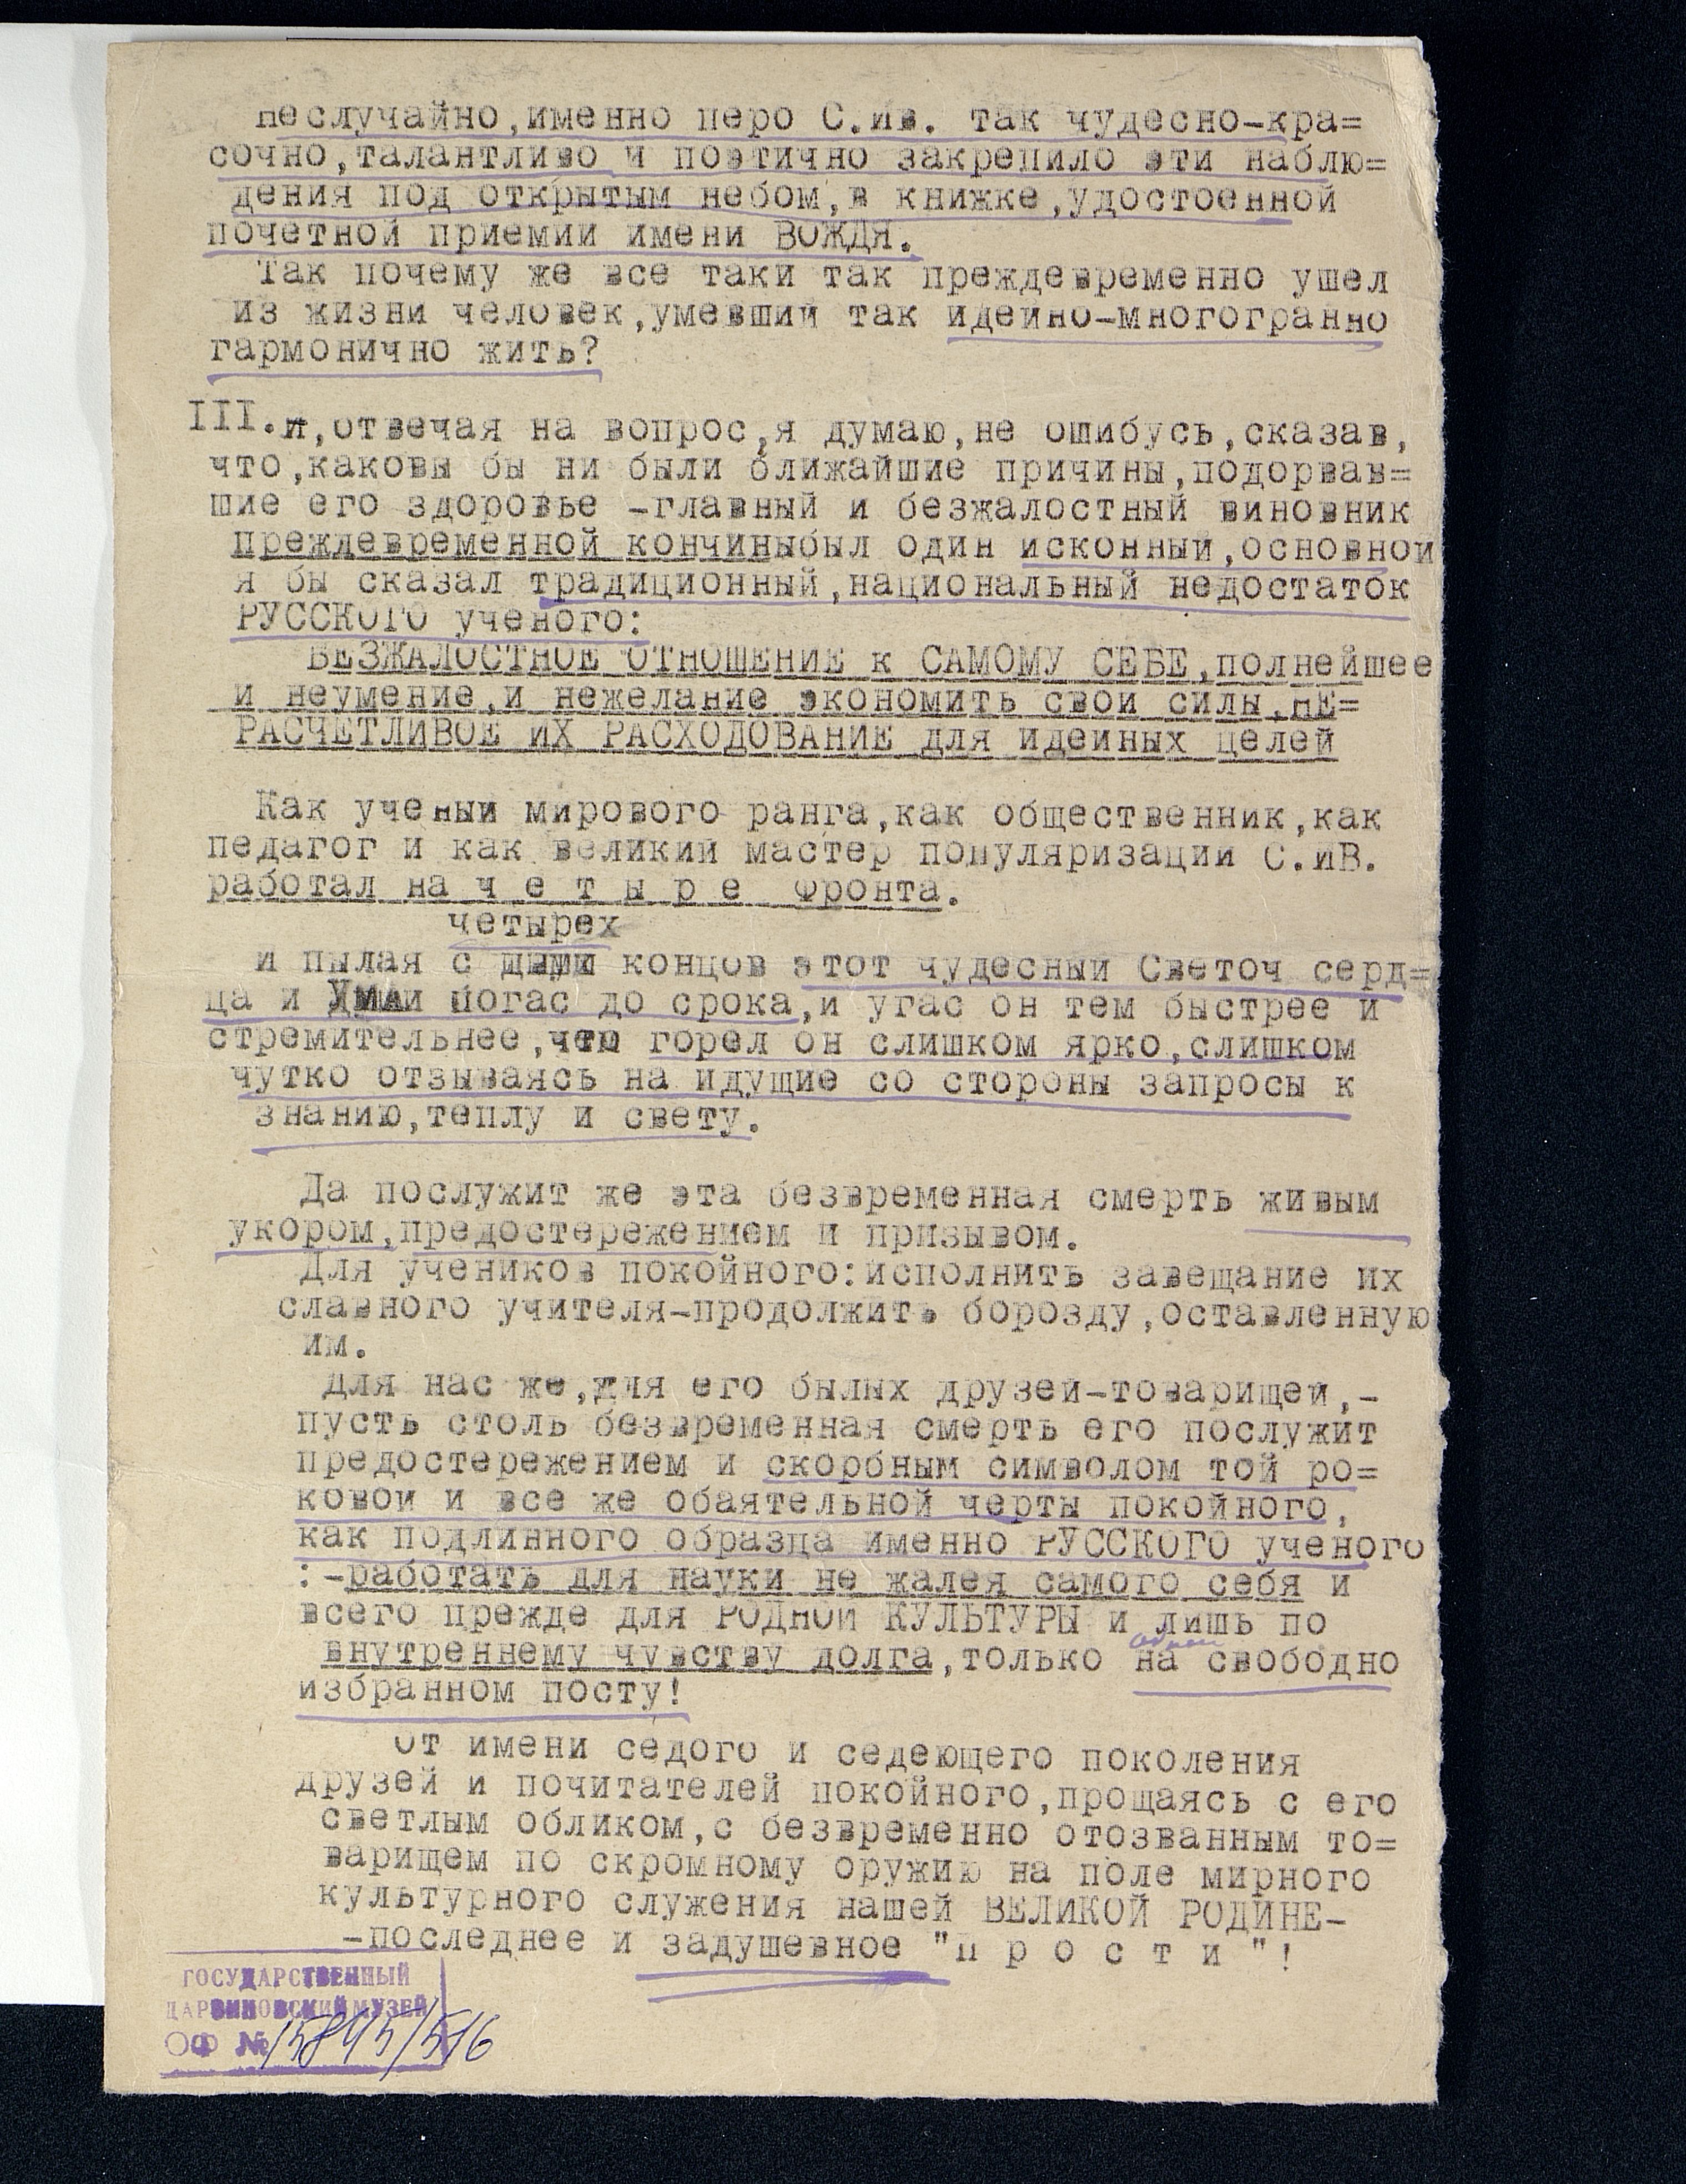 неслучайно,именно перо С.Ив. так чудесно-кра=
сочно,талантливо и поэтично закрепило эти наблю=
дения под открытым небом,в книжке,удостоенной
почетной приемии имени ВОЖДЯ.
Так почему же все таки так преждевременно ушел
из жизни человек,умевший так идейно-многогранно
гармонично жить?
III.и,отвечая на вопрос,я думаю,не ошибусь,сказав,
что,каковы бы ни были ближайшие причины,подорвав=
шие его здоровье -главный и безжалостный виновник
преждевременной кончиныбыл один исконный,основной
я бы сказал традиционный,национальный недостаток
РУССКОГО ученого:
БЕЗЖАЛОСТНОЕ ОТНОШЕНИЕ к САМОМУ СЕБЕ,полнейшее
и неумение,и нежелание экономить свои силы,НЕ=
РАСЧЕТЛИВОЕ ИХ РАСХОДОВАНИЕ для идейных целей
Как ученый мирового ранга,как общественник,как
педагог и как великий мастер популяризации С.ИВ.
работал на ч е т ы р е фронта.
четырех
и пылая с концов этот чудесный Светоч серд=
ца и погас до срока,и угас он тем быстрее и
стремительнее,что горел он слишком ярко,слишком
чутко отзываясь на идущие со стороны запросы к
знанию,теплу и свету.
Да послужит же эта безвременная смерть живым
укором,предостережением и призывом.
Для учеников покойного:исполнить завещание их
славного учителя-продолжить борозду,оставленную
им.
Для нас же,для его былых друзей-товарищей,-
пусть столь безвременная смерть его послужит
предостережением и скорбным символом той ро=
ковой и все же обаятельной черты покойного,
как подлинного образца именно РУССКОГО ученого
:-работать для науки не жалея самого себя и
всего прежде для РОДНОЙ КУЛЬТУРЫ и лишь по
внутреннему чувству долга,только на свободно
избранном посту!
От имени седого и седеющего поколения
друзей и почитателей покойного,прощаясь с его
светлым обликом,с безвременно отозванным то=
варищем по скромному оружию на поле мирного
культурного служения нашей ВЕЛИКОЙ РОДИНЕ-
-последнее и задушевное "П р о с т и"!
ГОСУДАРСТВЕННЫЙ
ДАРВИНОВСКИЙ МУЗЕЙ
ОФ № 15845/516